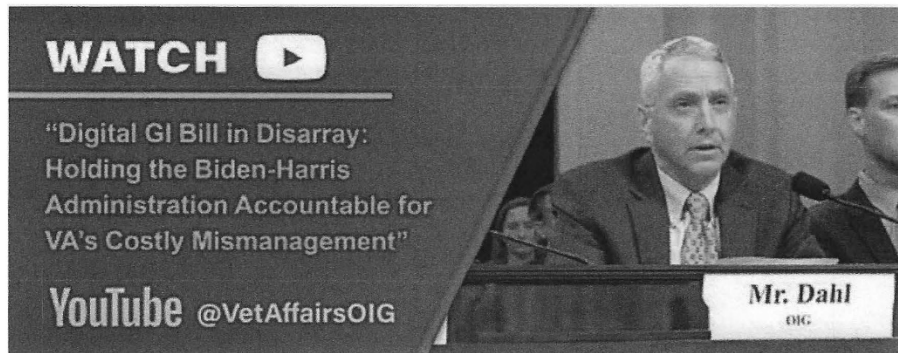 WATCH
“Digital GI Bill in Disarray:
Holding the Biden-Harris
Administration Accountable for
VA’s Costly Mismanagement”
YouTube @VetAffairsOIG
Mr. Dahl
OIG